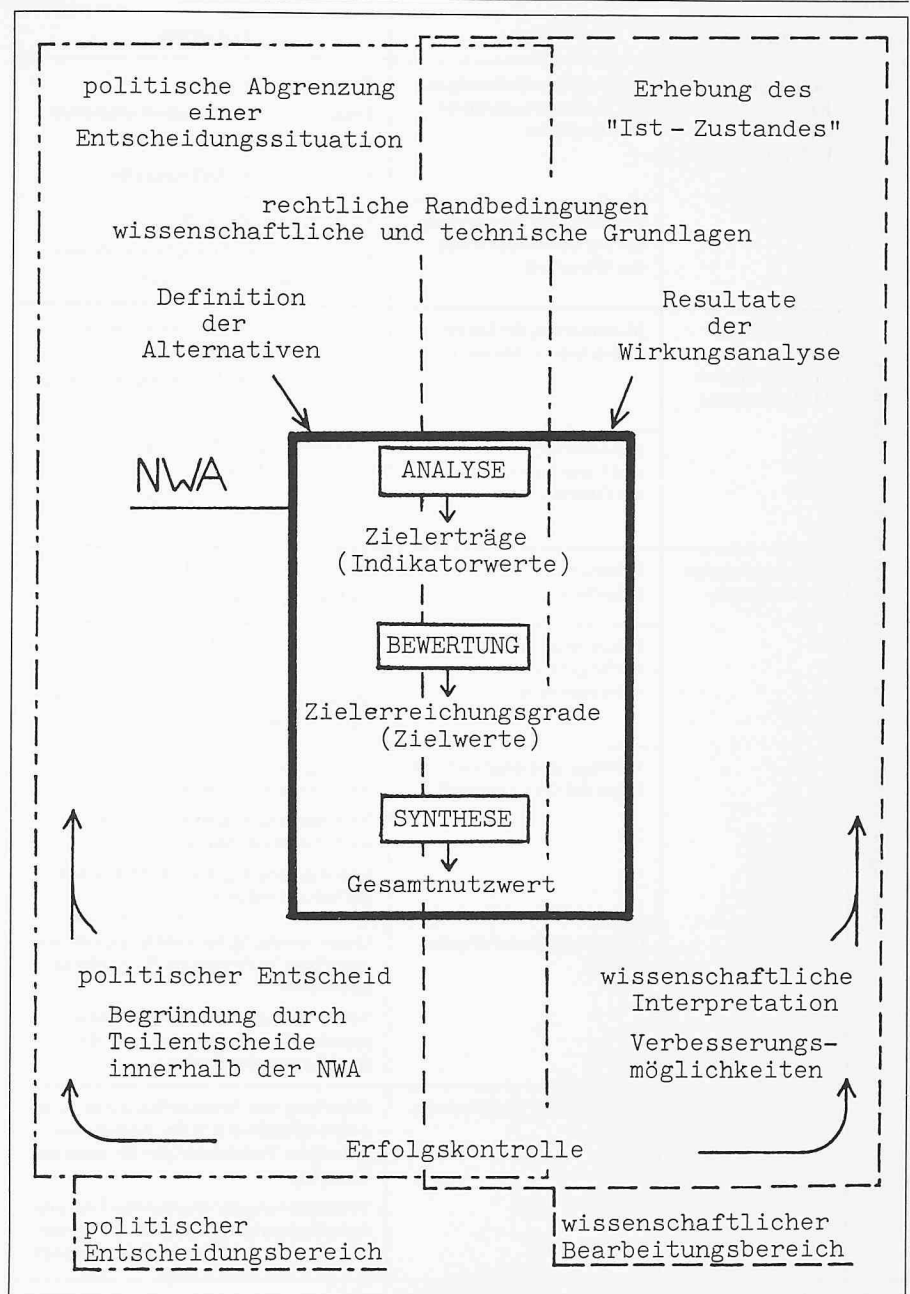 politische Abgrenzung
einer
Entscheidungssituation
Erhebung des
"Ist-Zustandes"
rechtliche Randbedingungen
wissenschaftliche und technische Grundlagen
Definition
der
Alternativen
Resultate
der
Wirkungsanalyse
NWA
ANALYSE
Zielerträge
(Indikatorwerte)
BEWERTUNG
Zielerreichungsgrade
(Zielwerte)
SYNTHESE
Gesamtnutzwert
politischer Entscheid
Begründung durch
Teilentscheide
innerhalb der NWA
wissenschaftliche
Interpretation
Verbesserungs-
möglichkeiten
Erfolgskontrolle
politischer
Entscheidungsbereich
wissenschaftlicher
Bearbeitungsbereich